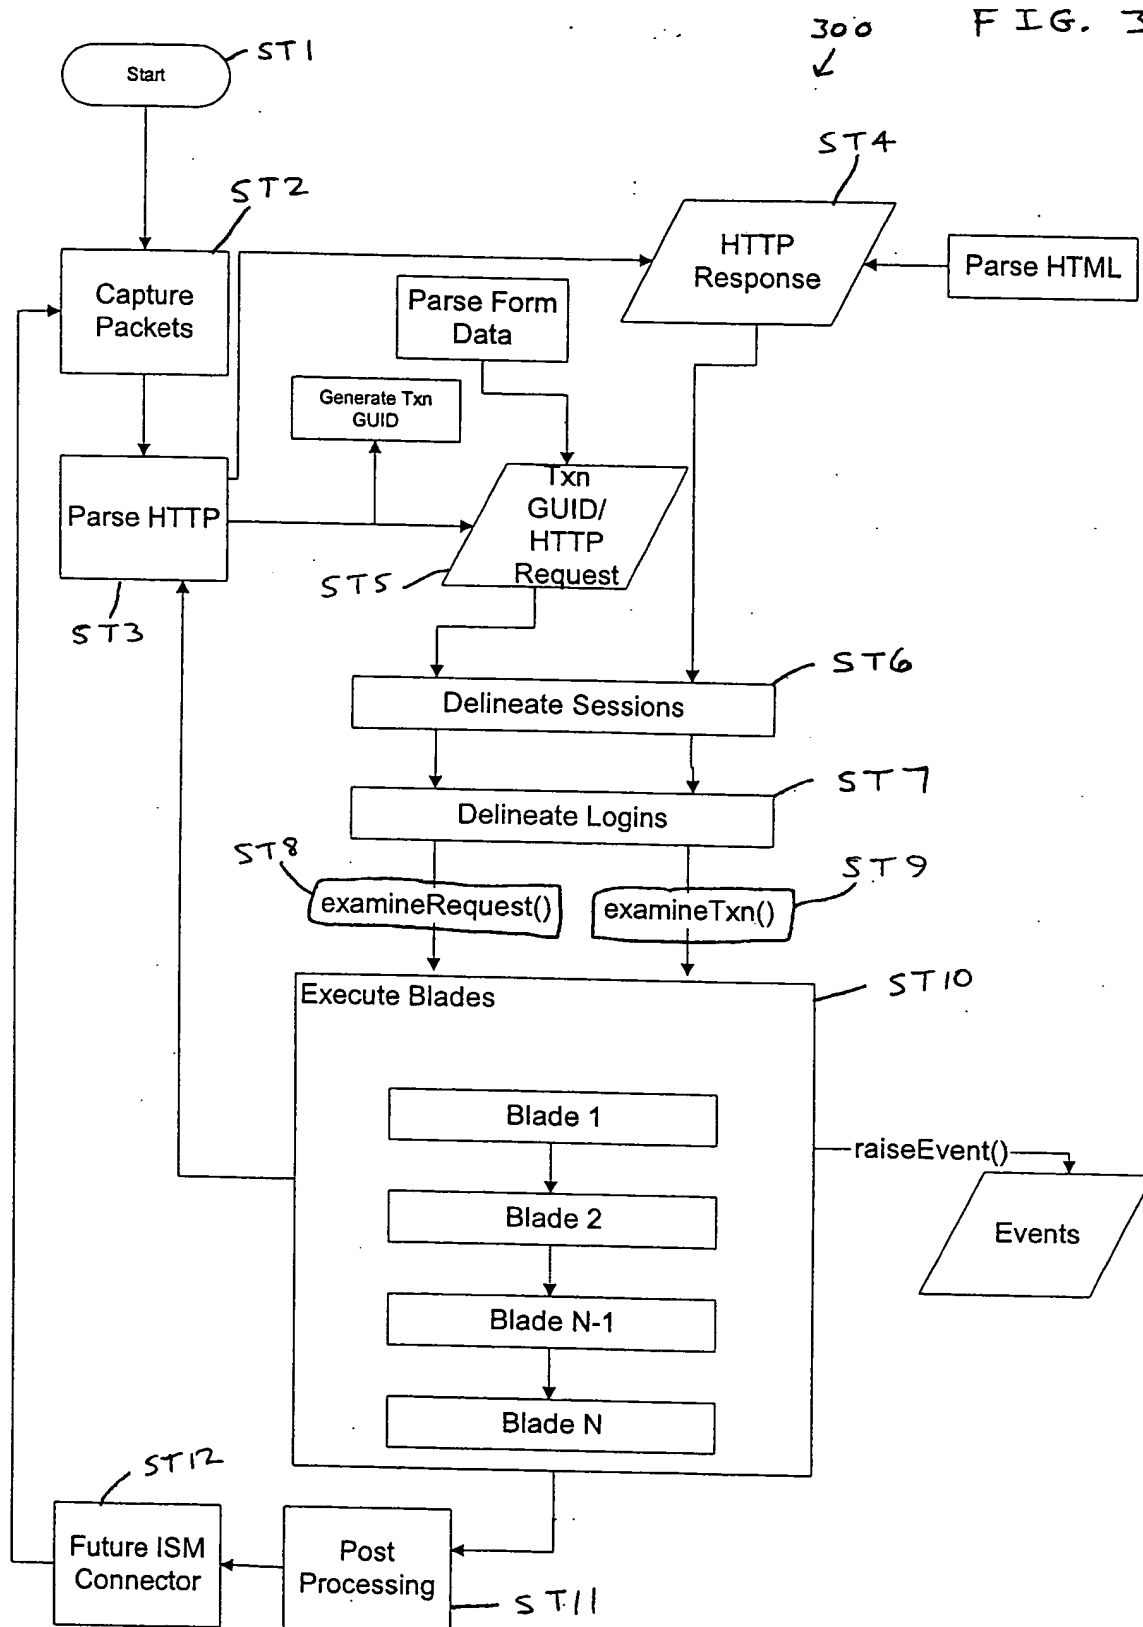 FIG. 3
300
Start
ST1
ST2
ST4
Capture
Packets
HTTP
Response
Parse HTML
Parse Form
Data
Generate Txn
GUID
Parse HTTP
Txn
GUID/
HTTP
Request
ST5
ST3
ST6
Delineate Sessions
ST7
Delineate Logins
ST8
ST9
examineRequest()
examineTxn()
ST10
Execute Blades
Blade 1
raiseEvent()
Blade 2
Events
Blade N-1
Blade N
ST12
Future ISM
Connector
Post
Processing
ST11